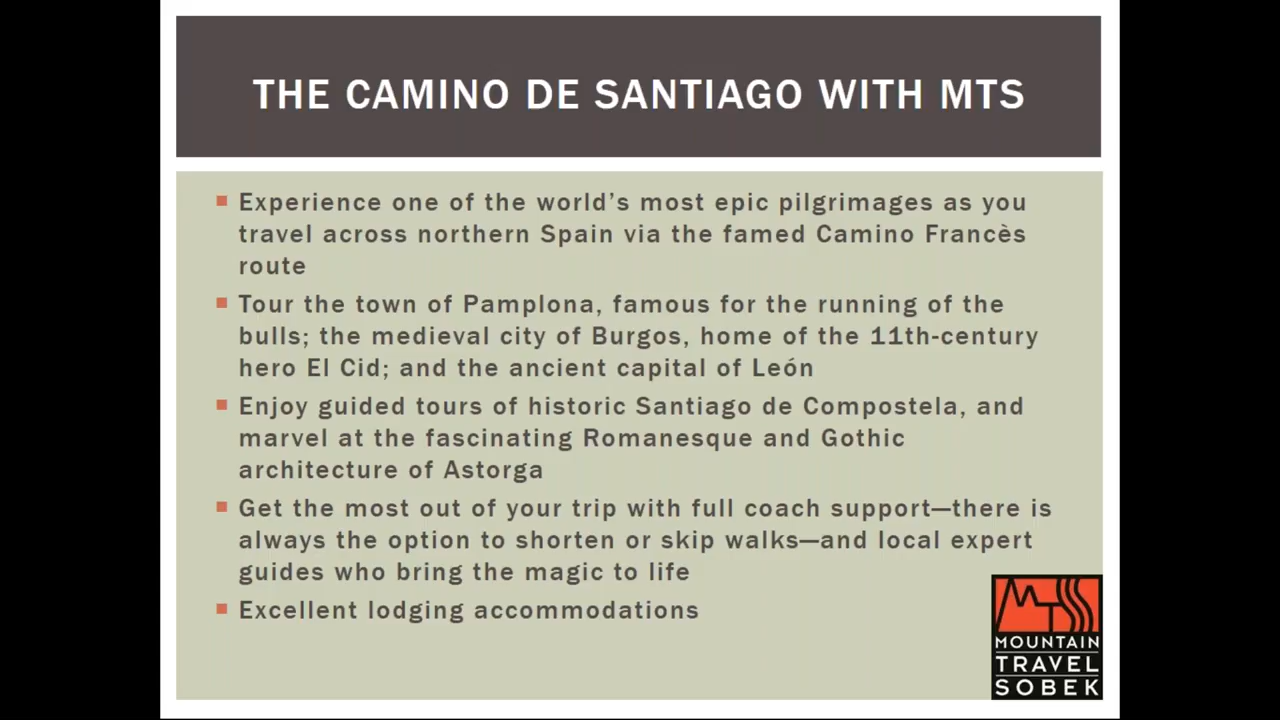 THE CAMINO DE SANTIAGO WITH MTS
Experience one of the world's most epic pilgrimages as you
travel across northern Spain via the famed Camino Francès
route
Tour the town of Pamplona, famous for the running of the
bulls; the medieval city of Burgos, home of the 11th-century
hero El Cid; and the ancient capital of León
Enjoy guided tours of historic Santiago de Compostela, and
marvel at the fascinating Romanesque and Gothic
architecture of Astorga
Get the most out of your trip with full coach support—there is
always the option to shorten or skip walks—and local expert
guides who bring the magic to life
Excellent lodging accommodations
MTS
MOUNTAIN
TRAVEL
SOBEK